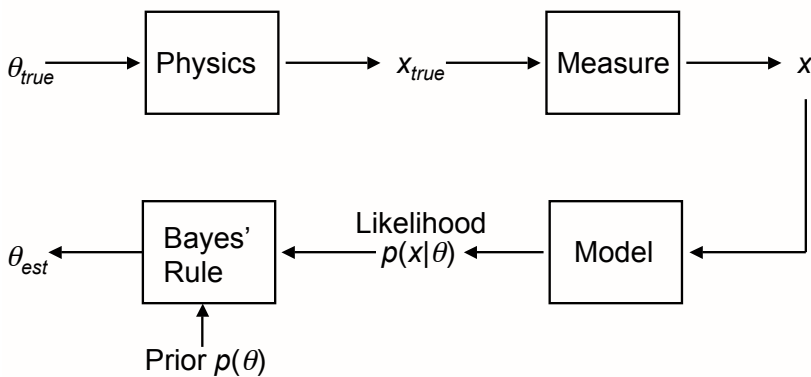 θtrue Physics xtrue Measure x
Likelihood
θest Bayes’ Rule p(x|θ) Model
Prior p(θ)